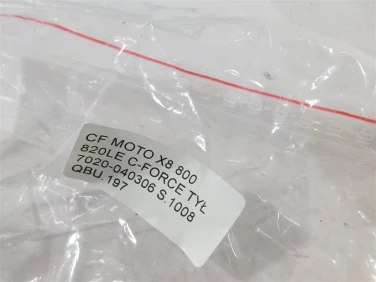 CF MOTO X8 800
820LE C-FORCE TYŁ
7020-040306 S.1008
QBU.197